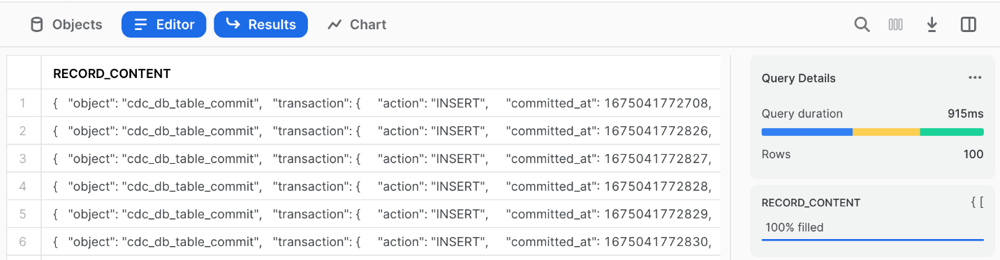 Objects Editor Results Chart
RECORD_CONTENT
1 { "object": "cdc_db_table_commit", "transaction": { "action": "INSERT", "committed_at": 1675041772708,
2 { "object": "cdc_db_table_commit", "transaction": { "action": "INSERT", "committed_at": 1675041772826,
3 { "object": "cdc_db_table_commit", "transaction": { "action": "INSERT", "committed_at": 1675041772827,
4 { "object": "cdc_db_table_commit", "transaction": { "action": "INSERT", "committed_at": 1675041772828,
5 { "object": "cdc_db_table_commit", "transaction": { "action": "INSERT", "committed_at": 1675041772829,
6 { "object": "cdc_db_table_commit", "transaction": { "action": "INSERT", "committed_at": 1675041772830,
Query Details ...
Query duration 915ms
Rows 100
RECORD_CONTENT { [
100% filled